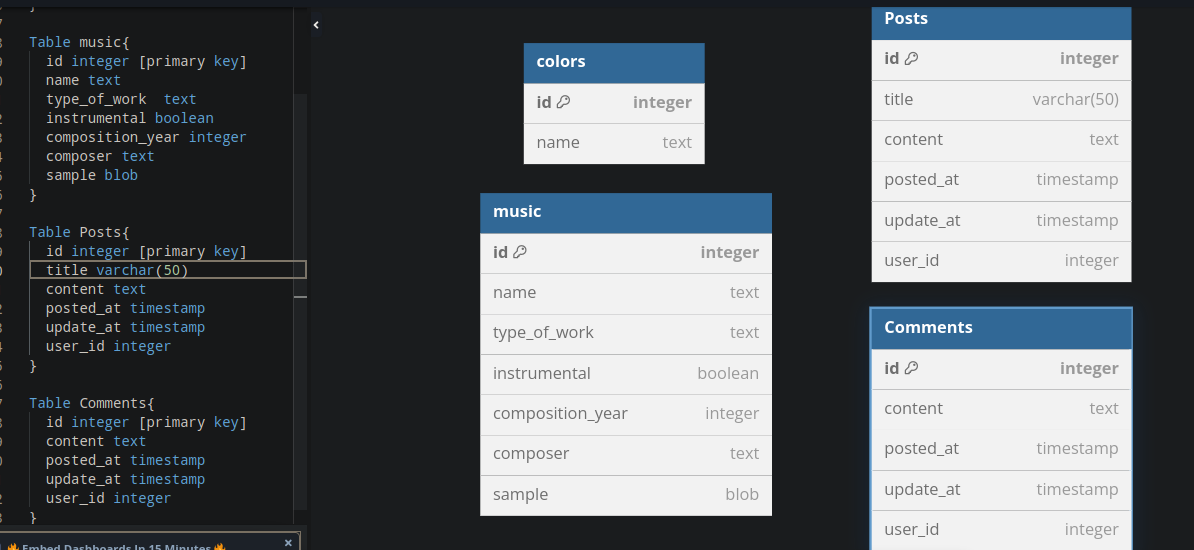 }
Table music{
id integer [primary key]
name text
type_of_work text
instrumental boolean
composition_year integer
composer text
sample blob
}
Table Posts{
id integer [primary key]
title varchar(50)
content text
posted_at timestamp
update_at timestamp
user_id integer
}
Table Comments{
id integer [primary key]
content text
posted_at timestamp
update_at timestamp
user_id integer
}
🔥 Embed Dashboards In 15 Minutes 🔥 ×
‹
colors
id integer
name text
music
id integer
name text
type_of_work text
instrumental boolean
composition_year integer
composer text
sample blob
Posts
id integer
title varchar(50)
content text
posted_at timestamp
update_at timestamp
user_id integer
Comments
id integer
content text
posted_at timestamp
update_at timestamp
user_id integer